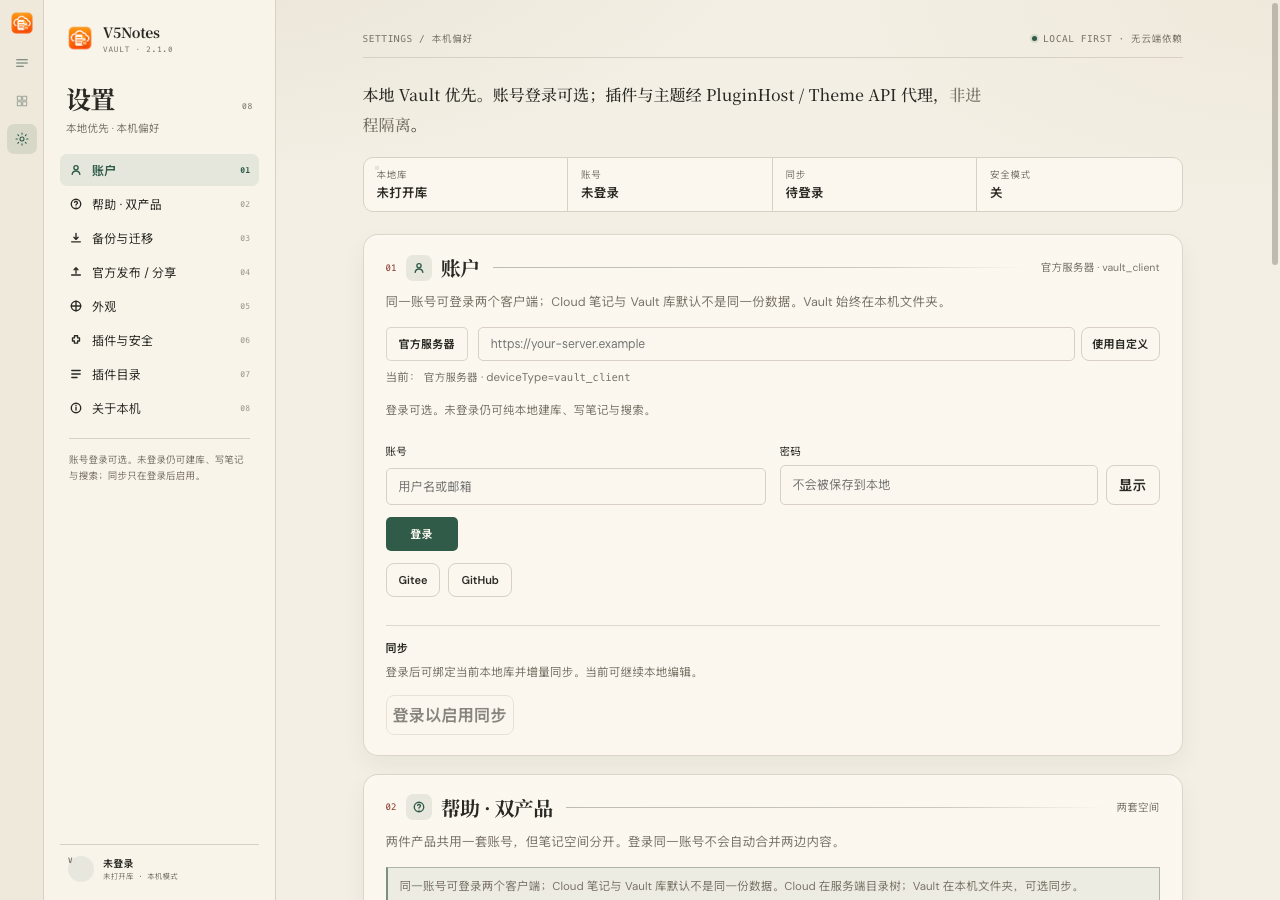 V5Notes
VAULT · 2.1.0
设置
08
本地优先 · 本机偏好
账户 01
帮助 · 双产品 02
备份与迁移 03
官方发布 / 分享 04
外观 05
插件与安全 06
插件目录 07
关于本机 08
账号登录可选。未登录仍可建库、写笔记
与搜索；同步只在登录后启用。
V
未登录
未打开库 · 本机模式
SETTINGS / 本机偏好
LOCAL FIRST · 无云端依赖
本地 Vault 优先。账号登录可选；插件与主题经 PluginHost / Theme API 代理，非进
程隔离。
本地库
未打开库
账号
未登录
同步
待登录
安全模式
关
01 账户 官方服务器 · vault_client
同一账号可登录两个客户端；Cloud 笔记与 Vault 库默认不是同一份数据。Vault 始终在本机文件夹。
官方服务器 https://your-server.example 使用自定义
当前： 官方服务器 · deviceType=vault_client
登录可选。未登录仍可纯本地建库、写笔记与搜索。
账号
用户名或邮箱
密码
不会被保存到本地 显示
登录
Gitee GitHub
同步
登录后可绑定当前本地库并增量同步。当前可继续本地编辑。
登录以启用同步
02 帮助 · 双产品 两套空间
两件产品共用一套账号，但笔记空间分开。登录同一账号不会自动合并两边内容。
同一账号可登录两个客户端；Cloud 笔记与 Vault 库默认不是同一份数据。Cloud 在服务端目录树；Vault 在本机文件夹，可选同步。